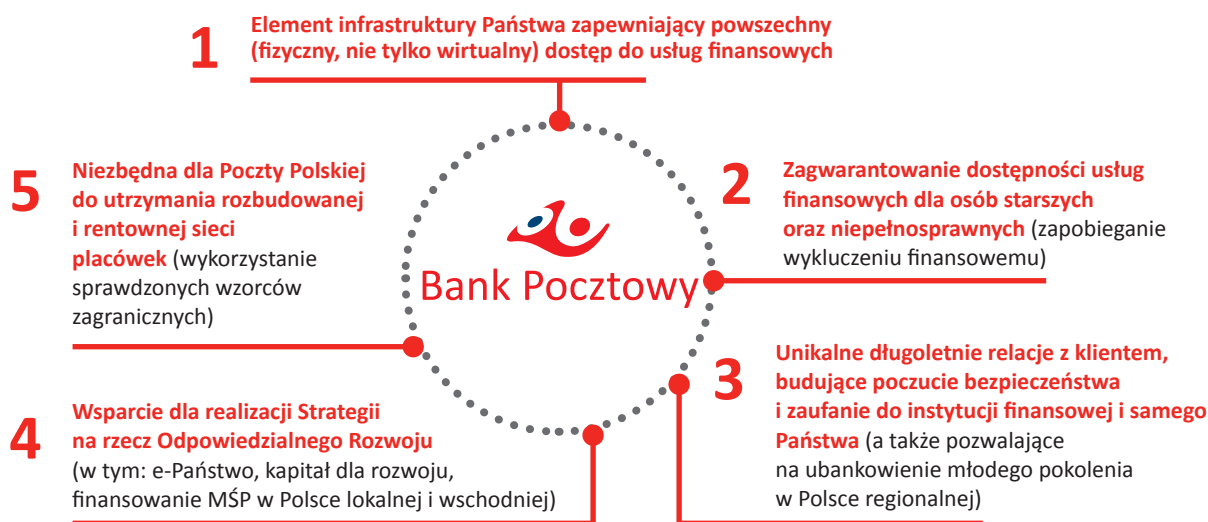 1
Element infrastruktury Państwa zapewniający powszechny
(fizyczny, nie tylko wirtualny) dostęp do usług finansowych
2
Zagwarantowanie dostępności usług
finansowych dla osób starszych
oraz niepełnosprawnych (zapobieganie
wykluczeniu finansowemu)
3
Unikalne długoletnie relacje z klientem,
budujące poczucie bezpieczeństwa
i zaufanie do instytucji finansowej i samego
Państwa (a także pozwalające
na ubankowienie młodego pokolenia
w Polsce regionalnej)
4
Wsparcie dla realizacji Strategii
na rzecz Odpowiedzialnego Rozwoju
(w tym: e-Państwo, kapitał dla rozwoju,
finansowanie MŚP w Polsce lokalnej i wschodniej)
5
Niezbędna dla Poczty Polskiej
do utrzymania rozbudowanej
i rentownej sieci
placówek (wykorzystanie
sprawdzonych wzorców
zagranicznych)
Bank Pocztowy